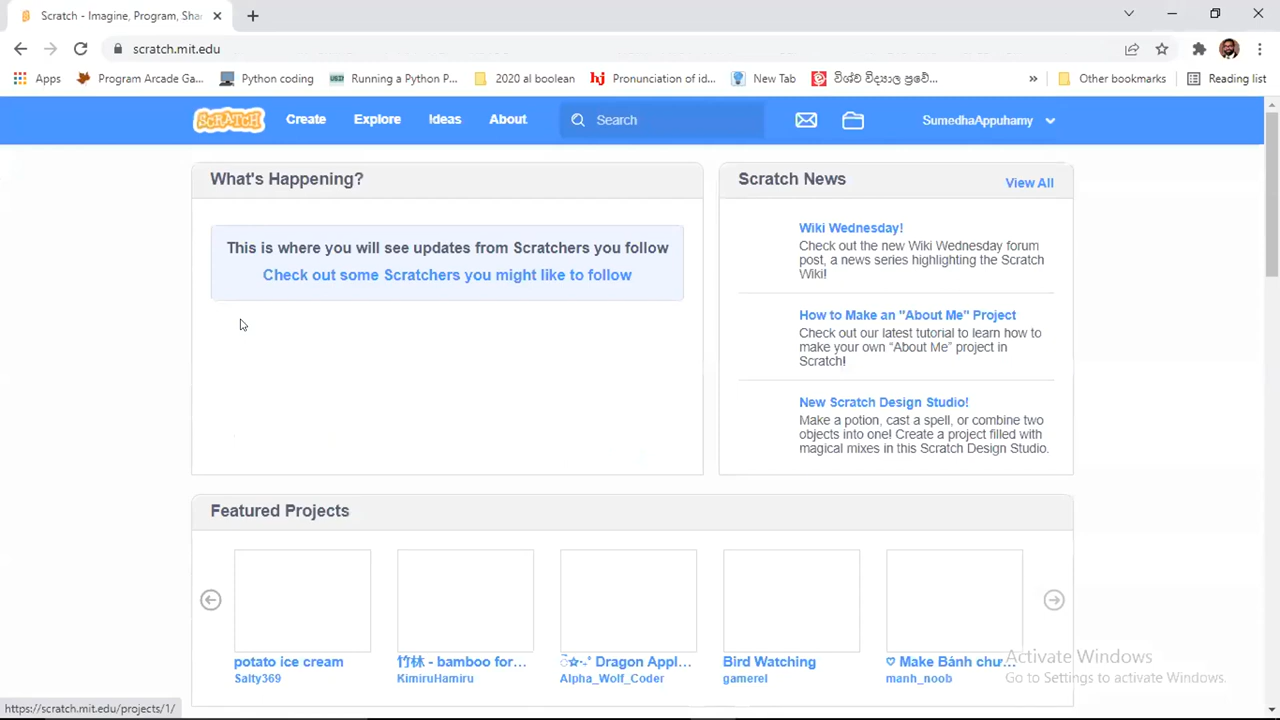 Scratch - Imagine, Program, Sha
scratch.mit.edu
Apps
Program Arcade Ga...
Python coding
Running a Python P...
2020 al boolean
hj Pronunciation of id...
New Tab
විශ්ව විද්‍යාල ප්‍රවේ...
»
Other bookmarks
Reading list
SCRATCH
Create
Explore
Ideas
About
Search
SumedhaAppuhamy
What's Happening?
This is where you will see updates from Scratchers you follow
Check out some Scratchers you might like to follow
Scratch News
View All
Wiki Wednesday!
Check out the new Wiki Wednesday forum
post, a news series highlighting the Scratch
Wiki!
How to Make an "About Me" Project
Check out our latest tutorial to learn how to
make your own “About Me” project in
Scratch!
New Scratch Design Studio!
Make a potion, cast a spell, or combine two
objects into one! Create a project filled with
magical mixes in this Scratch Design Studio.
Featured Projects
potato ice cream
Salty369
竹林 - bamboo for...
KimiruHamiru
Dragon Appl...
Alpha_Wolf_Coder
Bird Watching
gamerel
♡ Make Bánh chư...
manh_noob
Activate Windows
Go to Settings to activate Windows.
https://scratch.mit.edu/projects/1/